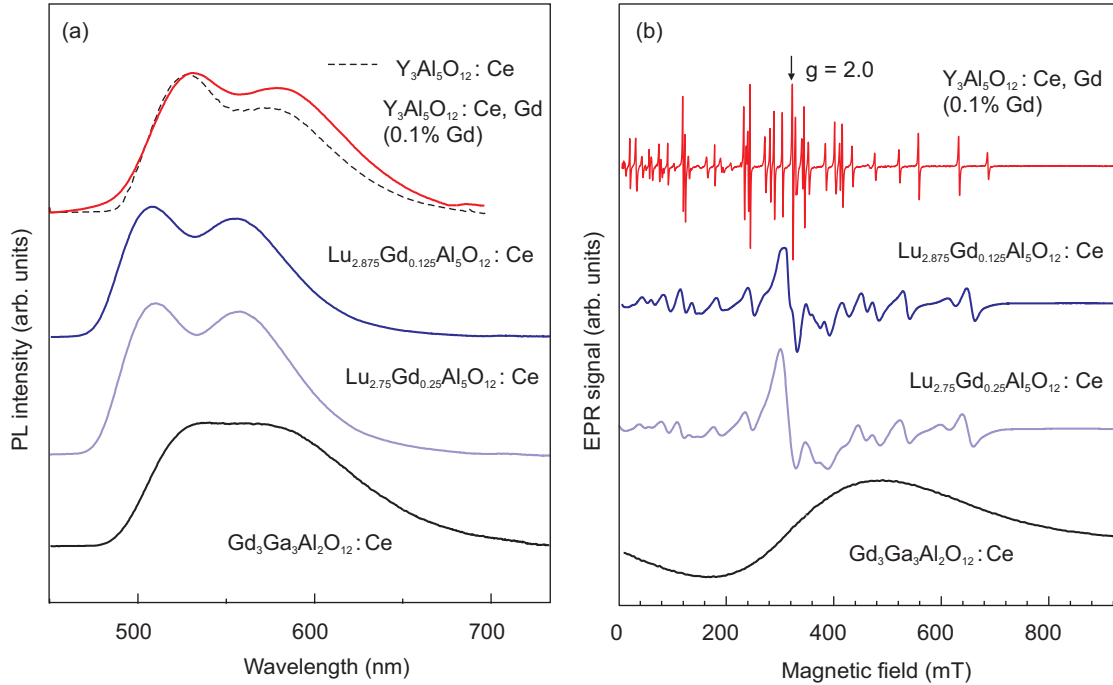 (a)
Y₃Al₅O₁₂ : Ce
Y₃Al₅O₁₂ : Ce, Gd
(0.1% Gd)
Lu₂.₈₇₅Gd₀.₁₂₅Al₅O₁₂ : Ce
Lu₂.₇₅Gd₀.₂₅Al₅O₁₂ : Ce
Gd₃Ga₃Al₂O₁₂ : Ce
PL intensity (arb. units)
500 600 700
Wavelength (nm)
(b)
g = 2.0
Y₃Al₅O₁₂ : Ce, Gd
(0.1% Gd)
Lu₂.₈₇₅Gd₀.₁₂₅Al₅O₁₂ : Ce
Lu₂.₇₅Gd₀.₂₅Al₅O₁₂ : Ce
Gd₃Ga₃Al₂O₁₂ : Ce
EPR signal (arb. units)
0 200 400 600 800
Magnetic field (mT)